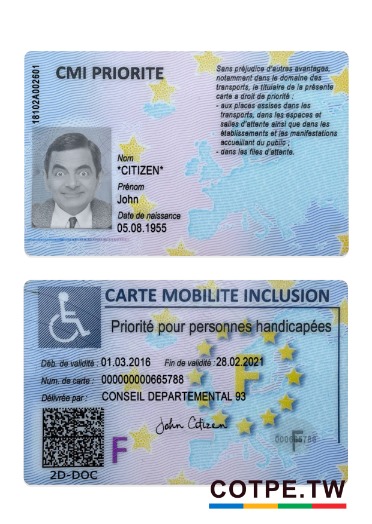 18102A002601
CMI PRIORITE
Sans préjudice d'autres avantages,
notamment dans le domaine des
transports, le titulaire de la présente
carte a droit de priorité :
- aux places assises dans les
transports, dans les espaces et
salles d'attente ainsi que dans les
établissements et les manifestations
accueillant du public ;
- dans les files d'attente.
Nom
*CITIZEN*
Prénom
John
Date de naissance
05.08.1955
CARTE MOBILITE INCLUSION
Priorité pour personnes handicapées
Déb. de validité : 01.03.2016 Fin de validité : 28.02.2021
Num. de carte : 000000000665788
Délivrée par : CONSEIL DEPARTEMENTAL 93
John Citizen
F
F
F
2D-DOC
COTPE.TW